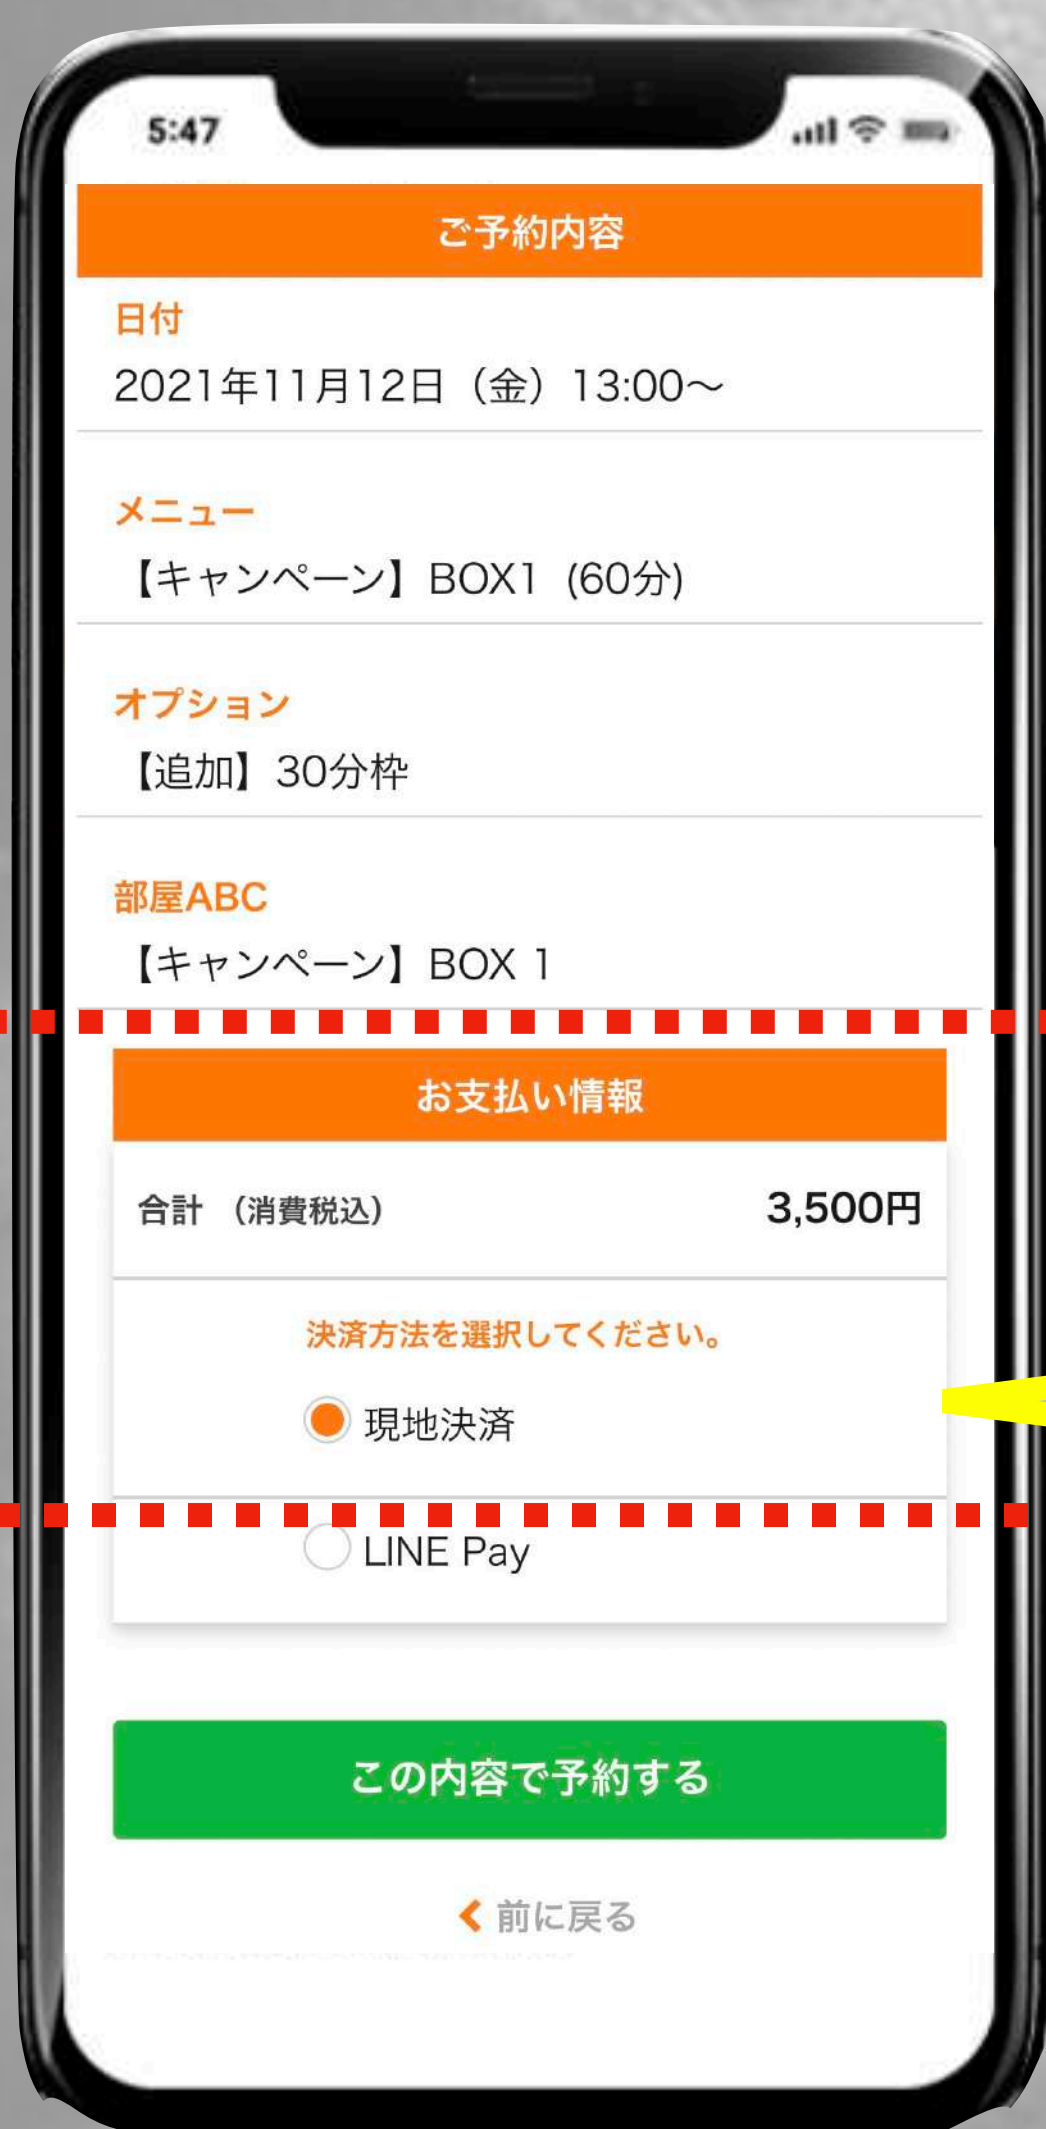 5:47
ご予約内容
日付
2021年11月12日（金）13:00～
メニュー
【キャンペーン】BOX1 (60分)
オプション
【追加】30分枠
部屋ABC
【キャンペーン】BOX 1
お支払い情報
合計 （消費税込） 3,500円
決済方法を選択してください。
現地決済
LINE Pay
この内容で予約する
前に戻る